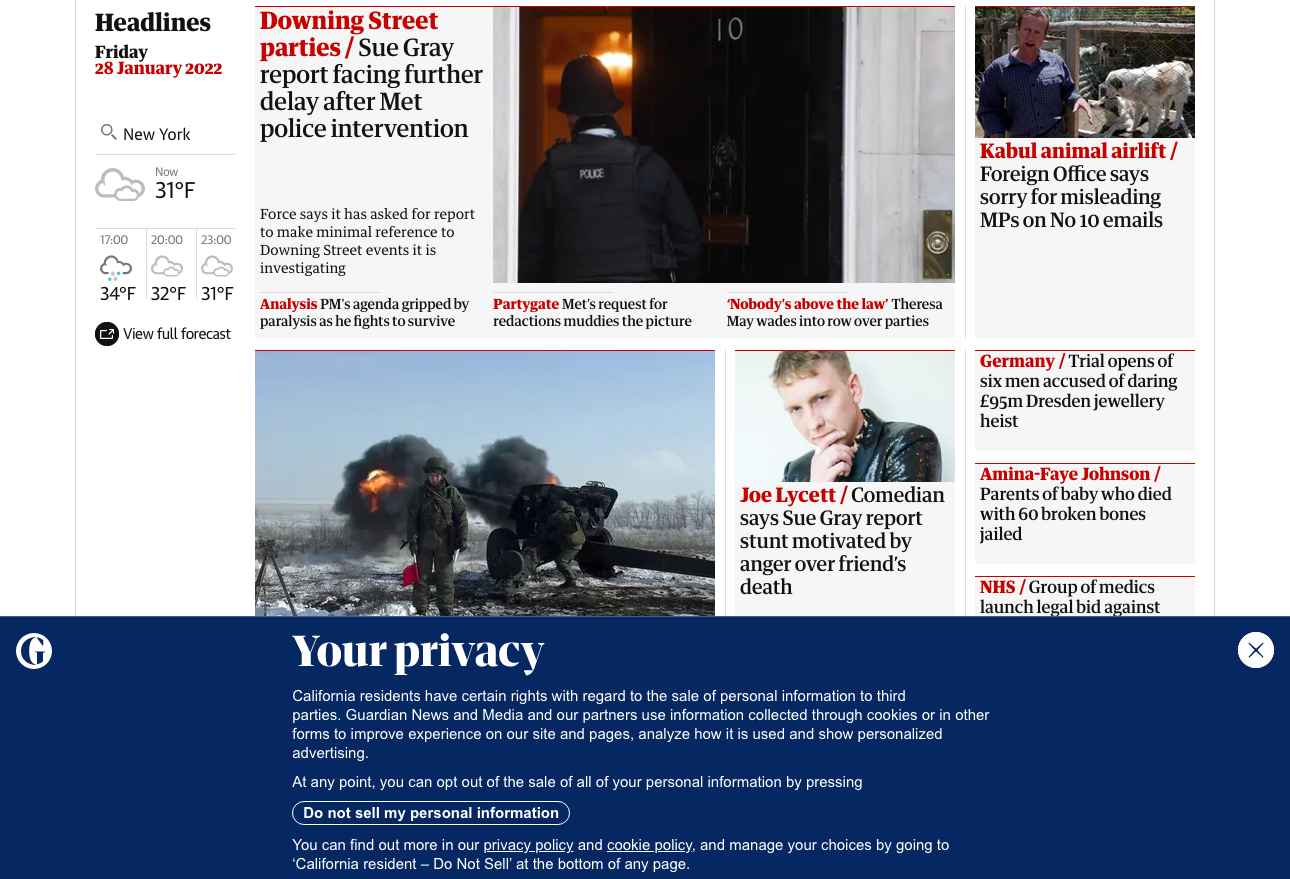 Headlines
Friday
28 January 2022
New York
Now
31°F
17:00
20:00
23:00
34°F
32°F
31°F
View full forecast
Downing Street
parties / Sue Gray
report facing further
delay after Met
police intervention
Force says it has asked for report
to make minimal reference to
Downing Street events it is
investigating
10
POLICE
Analysis PM's agenda gripped by
paralysis as he fights to survive
Partygate Met's request for
redactions muddies the picture
‘Nobody's above the law’ Theresa
May wades into row over parties
Kabul animal airlift /
Foreign Office says
sorry for misleading
MPs on No 10 emails
Joe Lycett / Comedian
says Sue Gray report
stunt motivated by
anger over friend’s
death
Germany / Trial opens of
six men accused of daring
£95m Dresden jewellery
heist
Amina-Faye Johnson /
Parents of baby who died
with 60 broken bones
jailed
NHS / Group of medics
launch legal bid against
G
Your privacy
California residents have certain rights with regard to the sale of personal information to third
parties. Guardian News and Media and our partners use information collected through cookies or in other
forms to improve experience on our site and pages, analyze how it is used and show personalized
advertising.
At any point, you can opt out of the sale of all of your personal information by pressing
Do not sell my personal information
You can find out more in our privacy policy and cookie policy, and manage your choices by going to
‘California resident – Do Not Sell’ at the bottom of any page.